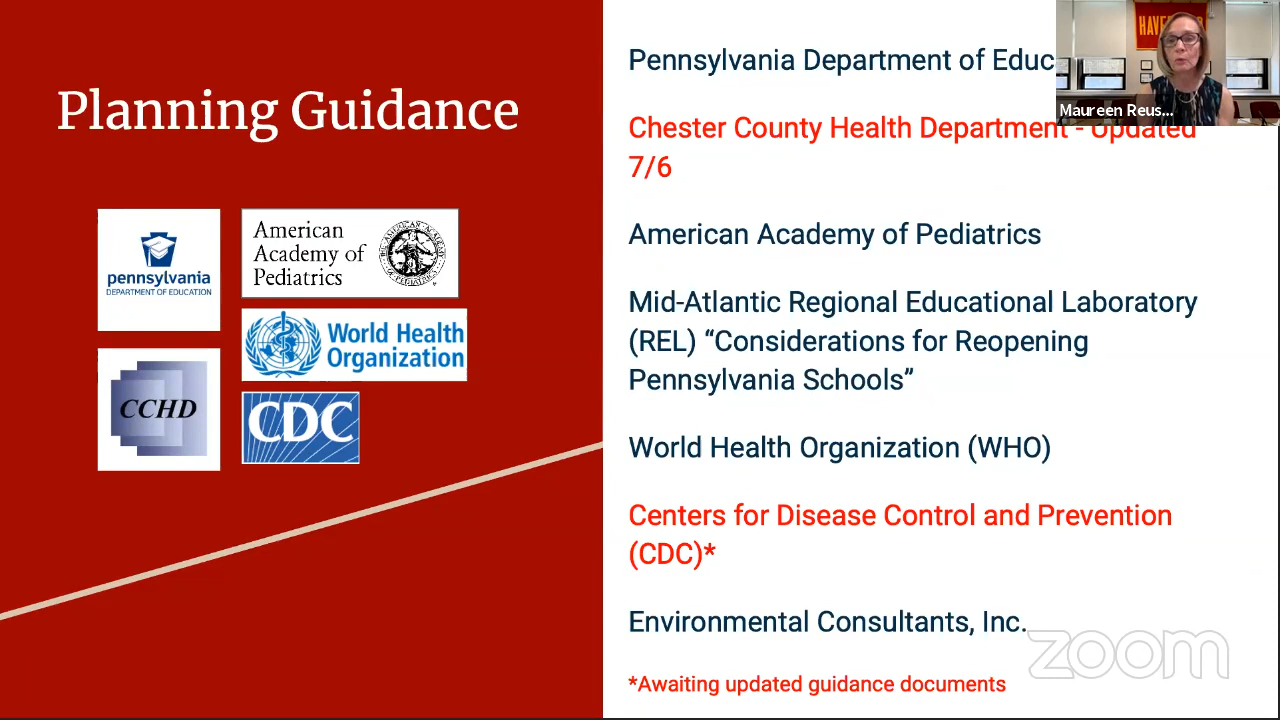 Planning Guidance
pennsylvania
DEPARTMENT OF EDUCATION
American
Academy of
Pediatrics
World Health
Organization
CCHD
CDC
Pennsylvania Department of Educ
Chester County Health Department - Updated
7/6
American Academy of Pediatrics
Mid-Atlantic Regional Educational Laboratory
(REL) “Considerations for Reopening
Pennsylvania Schools”
World Health Organization (WHO)
Centers for Disease Control and Prevention
(CDC)*
Environmental Consultants, Inc.
*Awaiting updated guidance documents
Maureen Reus...
zoom